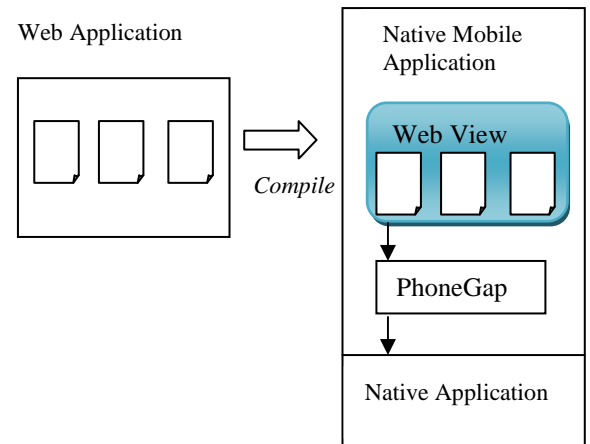 Web Application
Compile
Native Mobile
Application
Web View
PhoneGap
Native Application